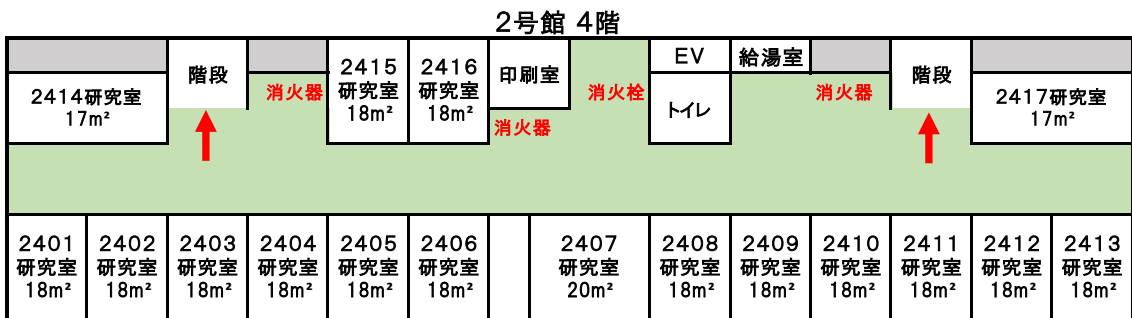 2号館 4階
2414研究室
17m²
階段
消火器
2415
研究室
18m²
2416
研究室
18m²
印刷室
消火器
消火栓
EV
トイレ
給湯室
消火器
階段
2417研究室
17m²
2401
研究室
18m²
2402
研究室
18m²
2403
研究室
18m²
2404
研究室
18m²
2405
研究室
18m²
2406
研究室
18m²
2407
研究室
20m²
2408
研究室
18m²
2409
研究室
18m²
2410
研究室
18m²
2411
研究室
18m²
2412
研究室
18m²
2413
研究室
18m²